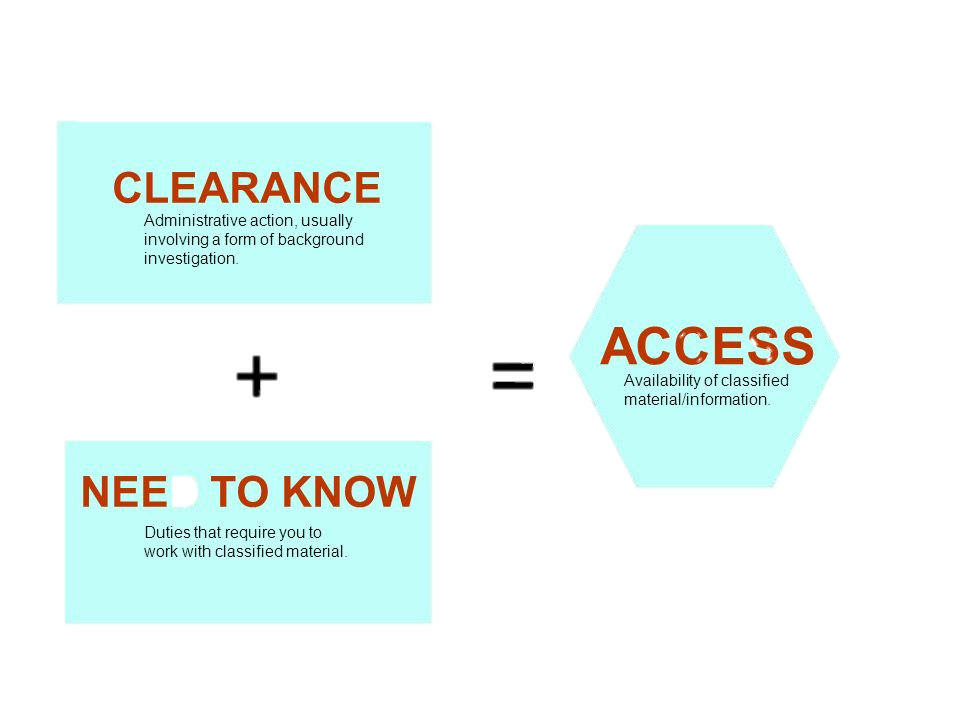 CLEARANCE
Administrative action, usually
involving a form of background
investigation.
+
=
ACCESS
Availability of classified
material/information.
NEED TO KNOW
Duties that require you to
work with classified material.